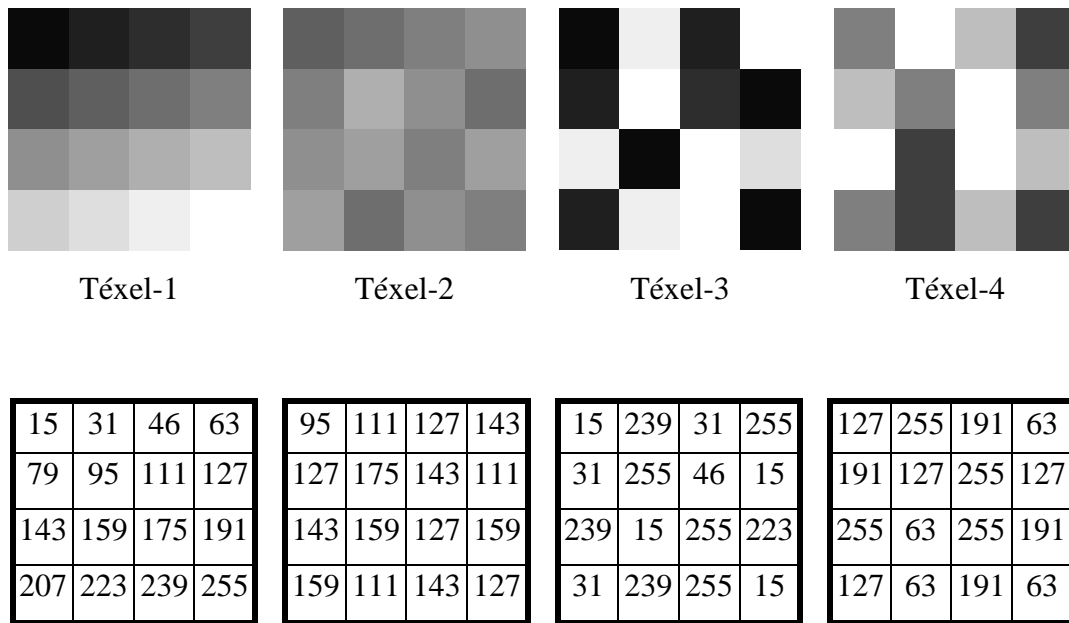 Téxel-1 Téxel-2 Téxel-3 Téxel-4
15 31 46 63 95 111 127 143 15 239 31 255 127 255 191 63
79 95 111 127 127 175 143 111 31 255 46 15 191 127 255 127
143 159 175 191 143 159 127 159 239 15 255 223 255 63 255 191
207 223 239 255 159 111 143 127 31 239 255 15 127 63 191 63